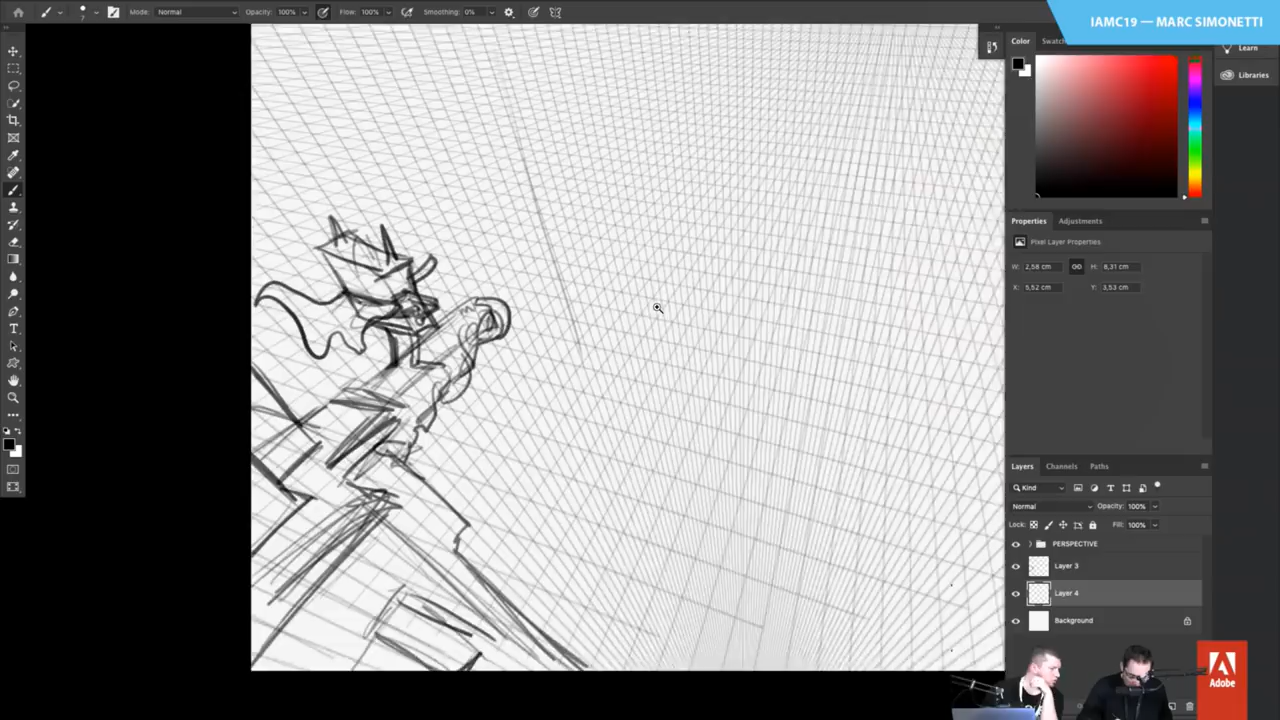 IAMC19 — MARC SIMONETTI
7
Mode: Normal
Opacity: 100%
Flow: 100%
Smoothing: 0%
Color
Swatch
Learn
Libraries
Properties
Adjustments
Pixel Layer Properties
W: 2,58 cm
H: 8,31 cm
X: 5,52 cm
Y: 3,53 cm
Layers
Channels
Paths
Kind
Normal
Opacity: 100%
Lock:
Fill: 100%
PERSPECTIVE
Layer 3
Layer 4
Background
Adobe